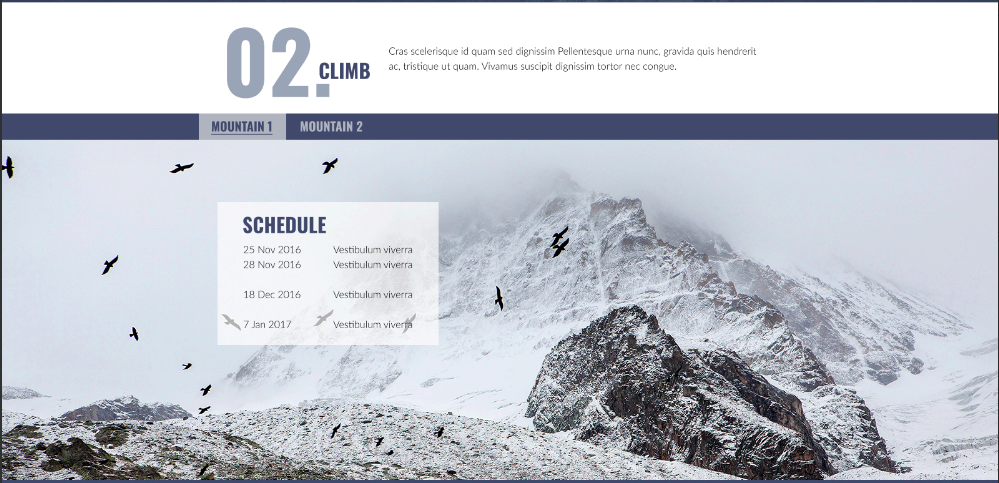 02. CLIMB
Cras scelerisque id quam sed dignissim Pellentesque urna nunc, gravida quis hendrerit
ac, tristique ut quam. Vivamus suscipit dignissim tortor nec congue.
MOUNTAIN 1 MOUNTAIN 2
SCHEDULE
25 Nov 2016 Vestibulum viverra
28 Nov 2016 Vestibulum viverra
18 Dec 2016 Vestibulum viverra
7 Jan 2017 Vestibulum viverra